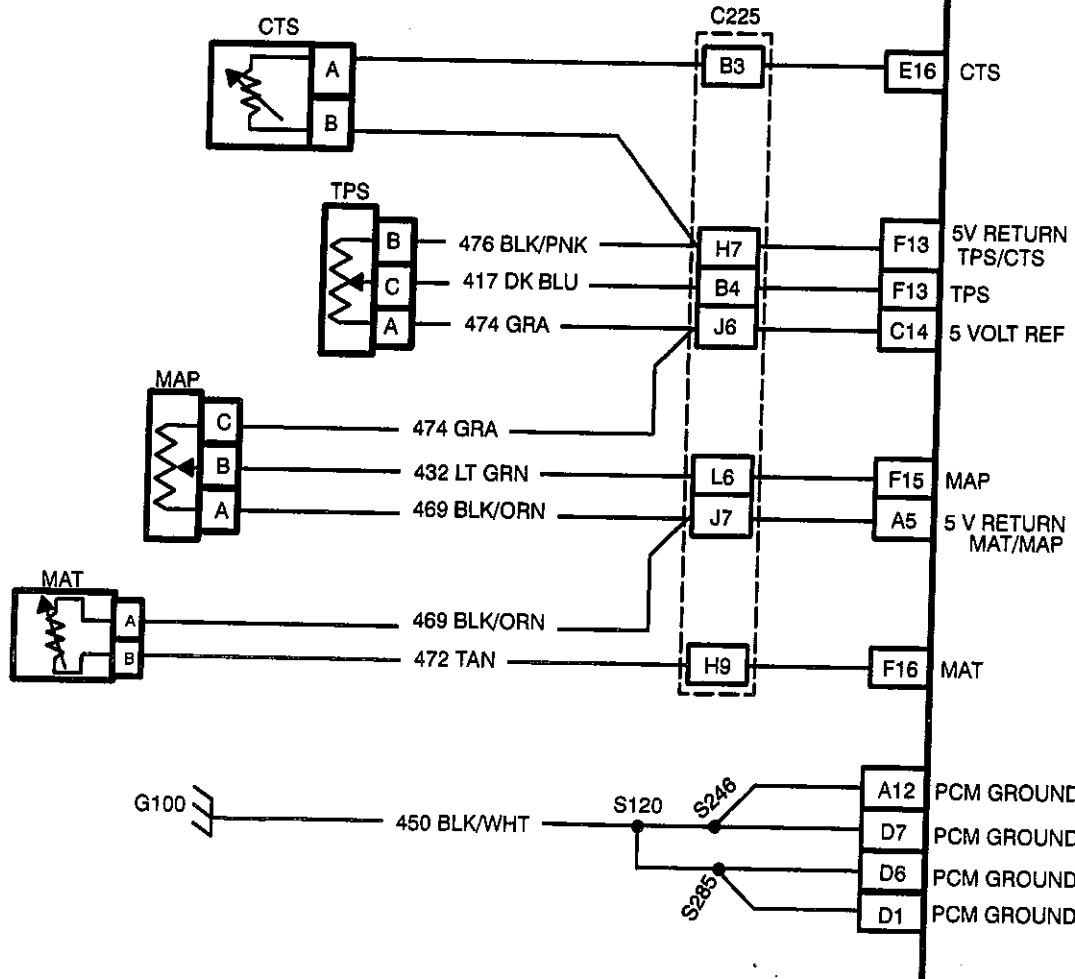 C225
CTS
A
B3
E16 CTS
B
TPS
B 476 BLK/PNK H7 F13 5V RETURN
TPS/CTS
C 417 DK BLU B4 F13 TPS
A 474 GRA J6 C14 5 VOLT REF
MAP
C 474 GRA
B 432 LT GRN L6 F15 MAP
A 469 BLK/ORN J7 A5 5 V RETURN
MAT/MAP
MAT
A 469 BLK/ORN
B 472 TAN H9 F16 MAT
G100
450 BLK/WHT
S120
S246
S285
A12 PCM GROUND
D7 PCM GROUND
D6 PCM GROUND
D1 PCM GROUND